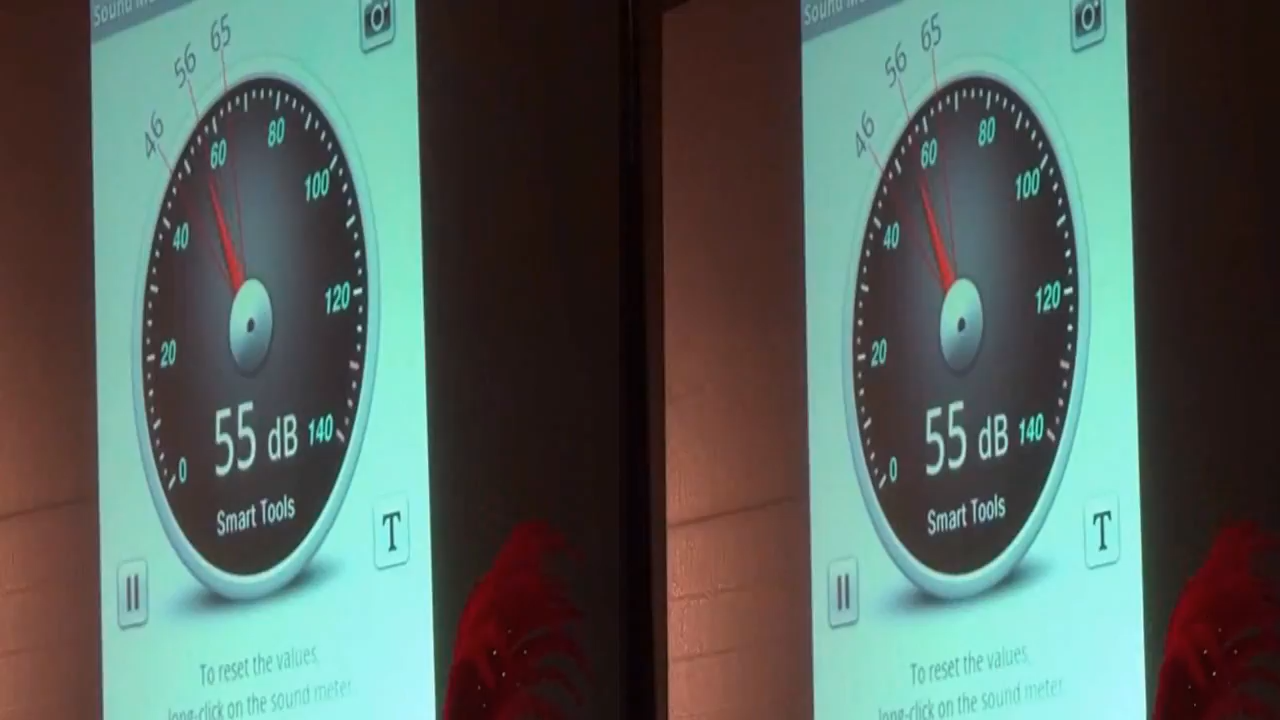 Sound
46 56 65
0 20 40 60 80 100 120 140
55 dB
Smart Tools
T
To reset the values,
long-click on the sound meter.
Sound
46 56 65
0 20 40 60 80 100 120 140
55 dB
Smart Tools
T
To reset the values,
long-click on the sound meter.